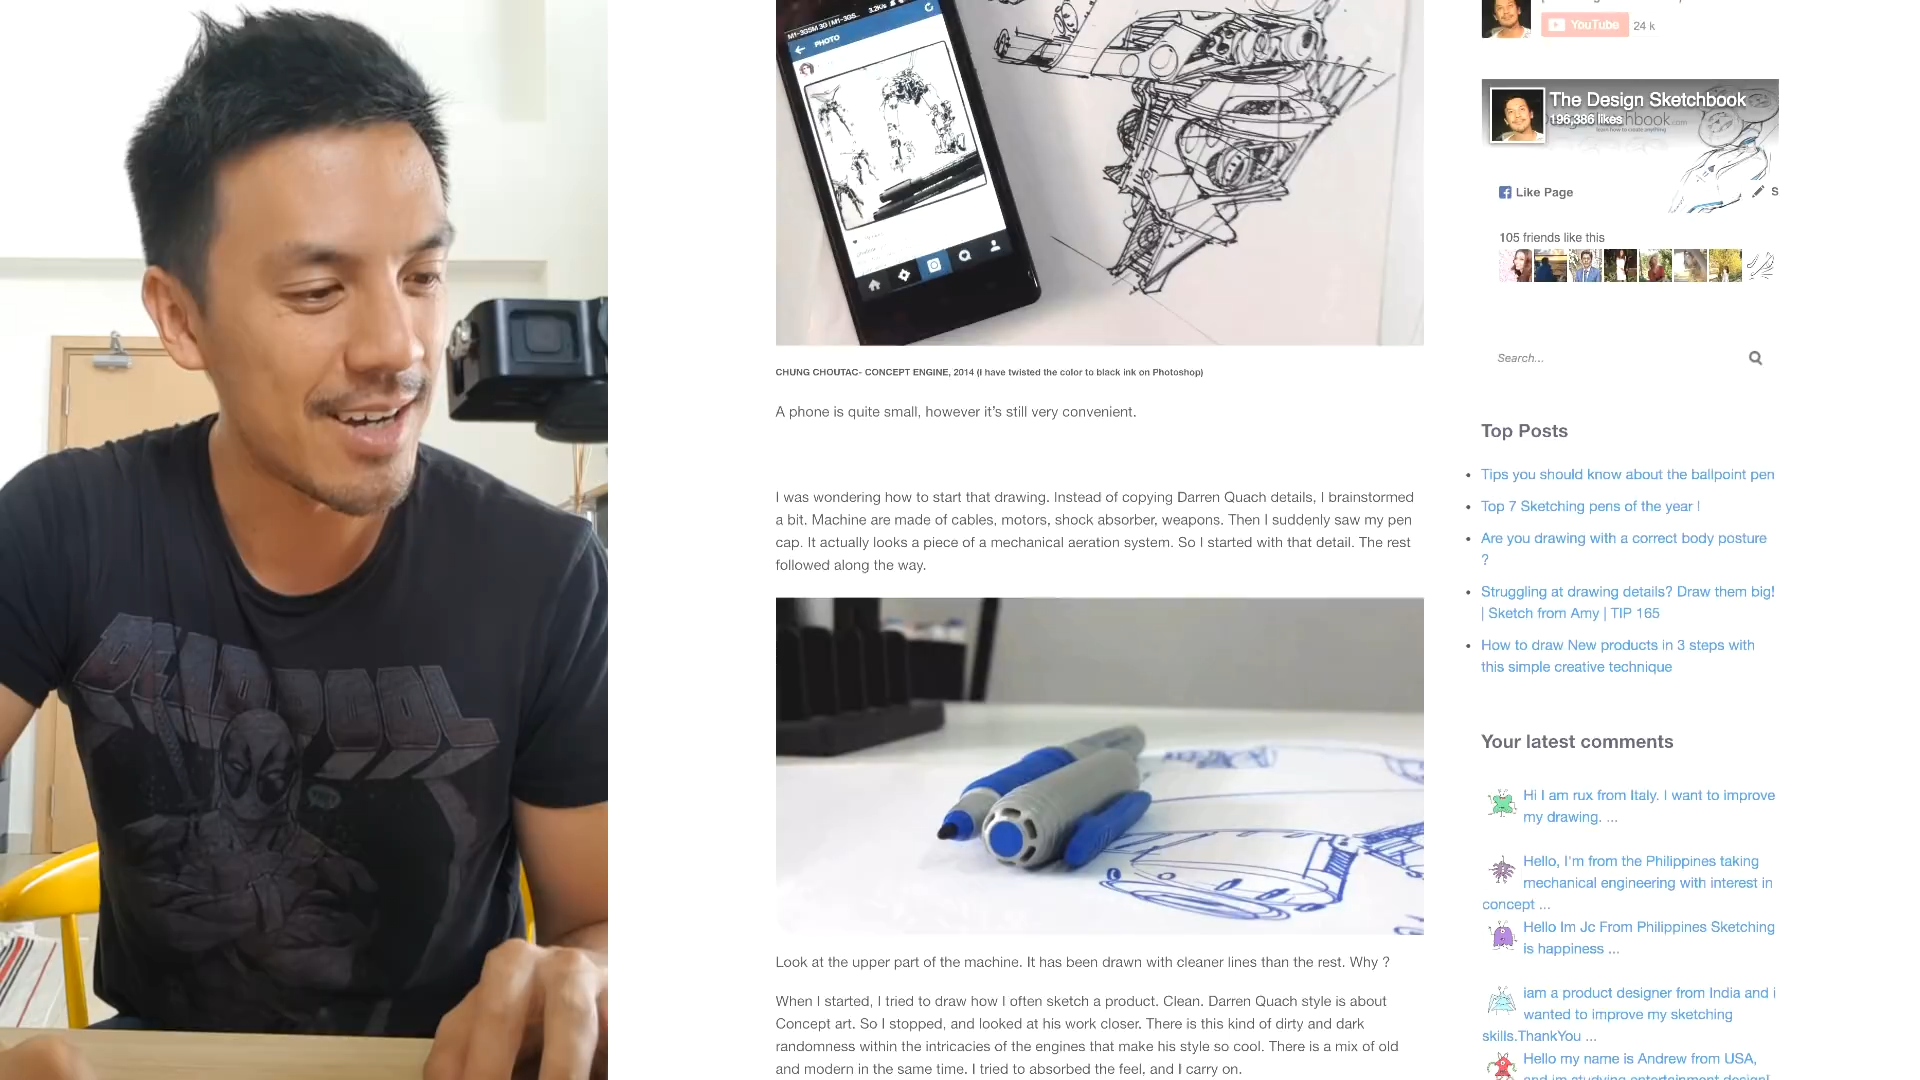 DEADPOOL
M1-3GSM 3G | M1-3GS...
3.2K/s
PHOTO
CHUNG CHOUTAC- CONCEPT ENGINE, 2014 (I have twisted the color to black ink on Photoshop)
A phone is quite small, however it’s still very convenient.
I was wondering how to start that drawing. Instead of copying Darren Quach details, I brainstormed
a bit. Machine are made of cables, motors, shock absorber, weapons. Then I suddenly saw my pen
cap. It actually looks a piece of a mechanical aeration system. So I started with that detail. The rest
followed along the way.
Look at the upper part of the machine. It has been drawn with cleaner lines than the rest. Why ?
When I started, I tried to draw how I often sketch a product. Clean. Darren Quach style is about
Concept art. So I stopped, and looked at his work closer. There is this kind of dirty and dark
randomness within the intricacies of the engines that make his style so cool. There is a mix of old
and modern in the same time. I tried to absorbed the feel, and I carry on.
YouTube 24 k
The Design Sketchbook
196,386 likes
Like Page
S
105 friends like this
Search...
Top Posts
Tips you should know about the ballpoint pen
Top 7 Sketching pens of the year !
Are you drawing with a correct body posture
?
Struggling at drawing details? Draw them big!
| Sketch from Amy | TIP 165
How to draw New products in 3 steps with
this simple creative technique
Your latest comments
Hi I am rux from Italy. I want to improve
my drawing. ...
Hello, I'm from the Philippines taking
mechanical engineering with interest in
concept ...
Hello Im Jc From Philippines Sketching
is happiness ...
iam a product designer from India and i
wanted to improve my sketching
skills.ThankYou ...
Hello my name is Andrew from USA,
and im studying entertainment design!